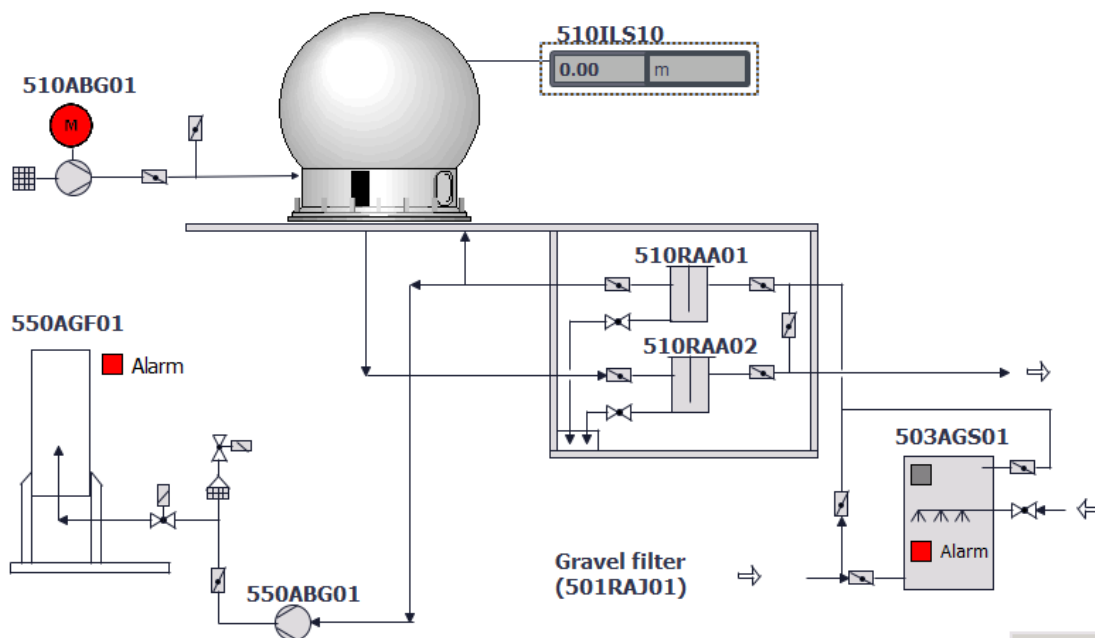 510ILS10
0.00 m
510ABG01
M
510RAA01
550AGF01
Alarm
510RAA02
503AGS01
Alarm
Gravel filter
(501RAJ01)
550ABG01